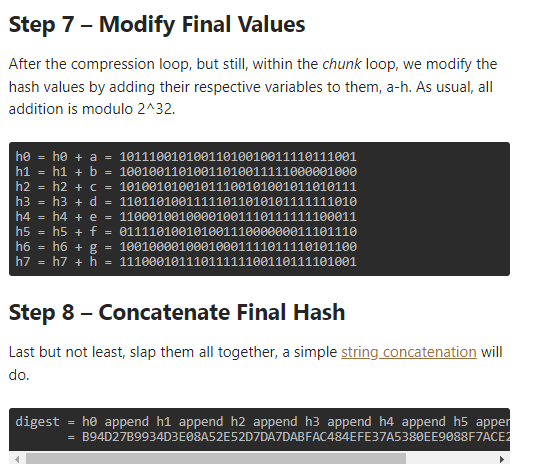 Step 7 – Modify Final Values
After the compression loop, but still, within the chunk loop, we modify the
hash values by adding their respective variables to them, a-h. As usual, all
addition is modulo 2^32.
h0 = h0 + a = 10111001010011010010011110111001
h1 = h1 + b = 10010011010011010011111000001000
h2 = h2 + c = 10100101001011100101001011010111
h3 = h3 + d = 11011010011111011010101111111010
h4 = h4 + e = 11000100100001001110111111100011
h5 = h5 + f = 01111010010100111000000011101110
h6 = h6 + g = 10010000100010001111011110101100
h7 = h7 + h = 11100010111011111100110111101001
Step 8 – Concatenate Final Hash
Last but not least, slap them all together, a simple string concatenation will
do.
digest = h0 append h1 append h2 append h3 append h4 append h5 apper
= B94D27B9934D3E08A52E52D7DA7DABFAC484EFE37A5380EE9088F7ACE2